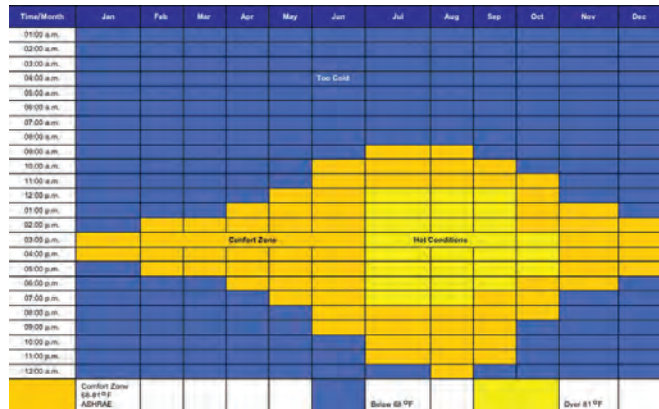 Time/Month Jan Feb Mar Apr May Jun Jul Aug Sep Oct Nov Dec
01:00 a.m.
02:00 a.m.
03:00 a.m.
04:00 a.m. Too Cold
05:00 a.m.
06:00 a.m.
07:00 a.m.
08:00 a.m.
09:00 a.m.
10:00 a.m.
11:00 a.m.
12:00 p.m.
01:00 p.m.
02:00 p.m.
03:00 p.m. Comfort Zone Hot Conditions
04:00 p.m.
05:00 p.m.
06:00 p.m.
07:00 p.m.
08:00 p.m.
09:00 p.m.
10:00 p.m.
11:00 p.m.
12:00 a.m.
Comfort Zone
68-81°F
ASHRAE
Below 68 °F
Over 81°F